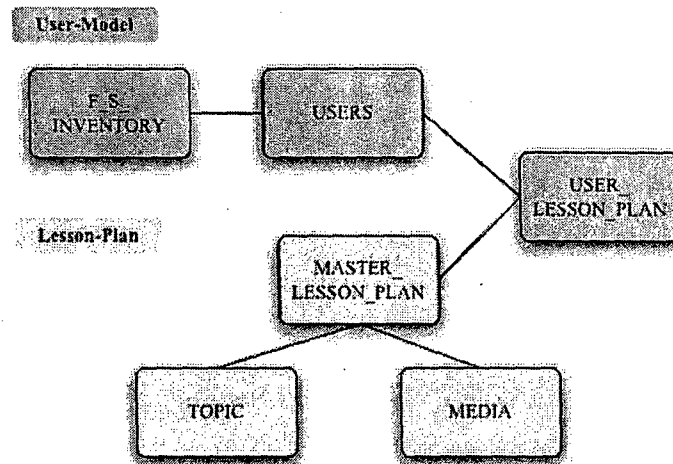 User-Model
F_S_
INVENTORY
USERS
USER_
LESSON_PLAN
Lesson-Plan
MASTER_
LESSON_PLAN
TOPIC
MEDIA